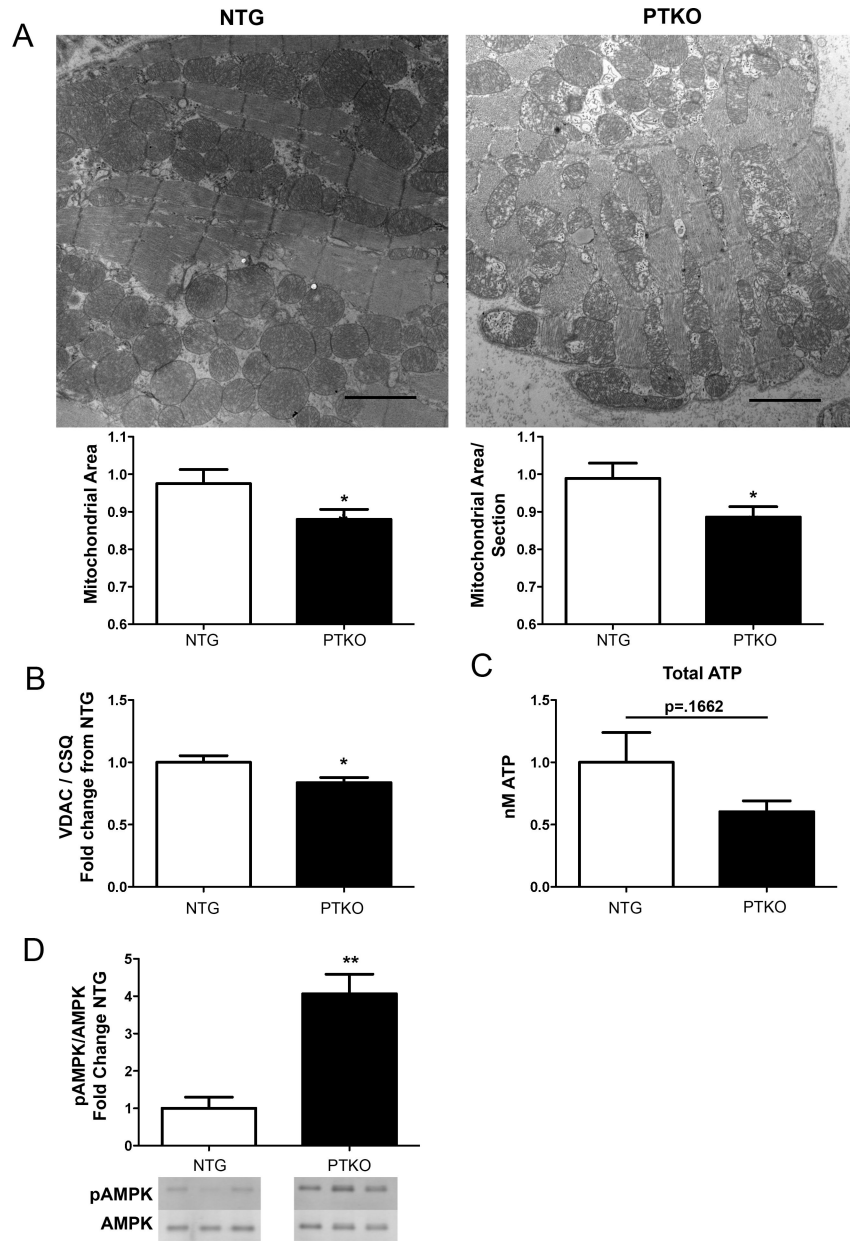 NTG
PTKO
A
1.1
1.0
0.9
0.8
0.7
0.6
Mitochondrial Area
*
NTG
PTKO
1.1
1.0
0.9
0.8
0.7
0.6
Mitochondrial Area/
Section
*
NTG
PTKO
B
1.5
1.0
0.5
0.0
VDAC / CSQ
Fold change from NTG
*
NTG
PTKO
C
Total ATP
p=.1662
1.5
1.0
0.5
0.0
nM ATP
NTG
PTKO
D
5
4
3
2
1
0
pAMPK/AMPK
Fold Change NTG
**
NTG
PTKO
pAMPK
AMPK